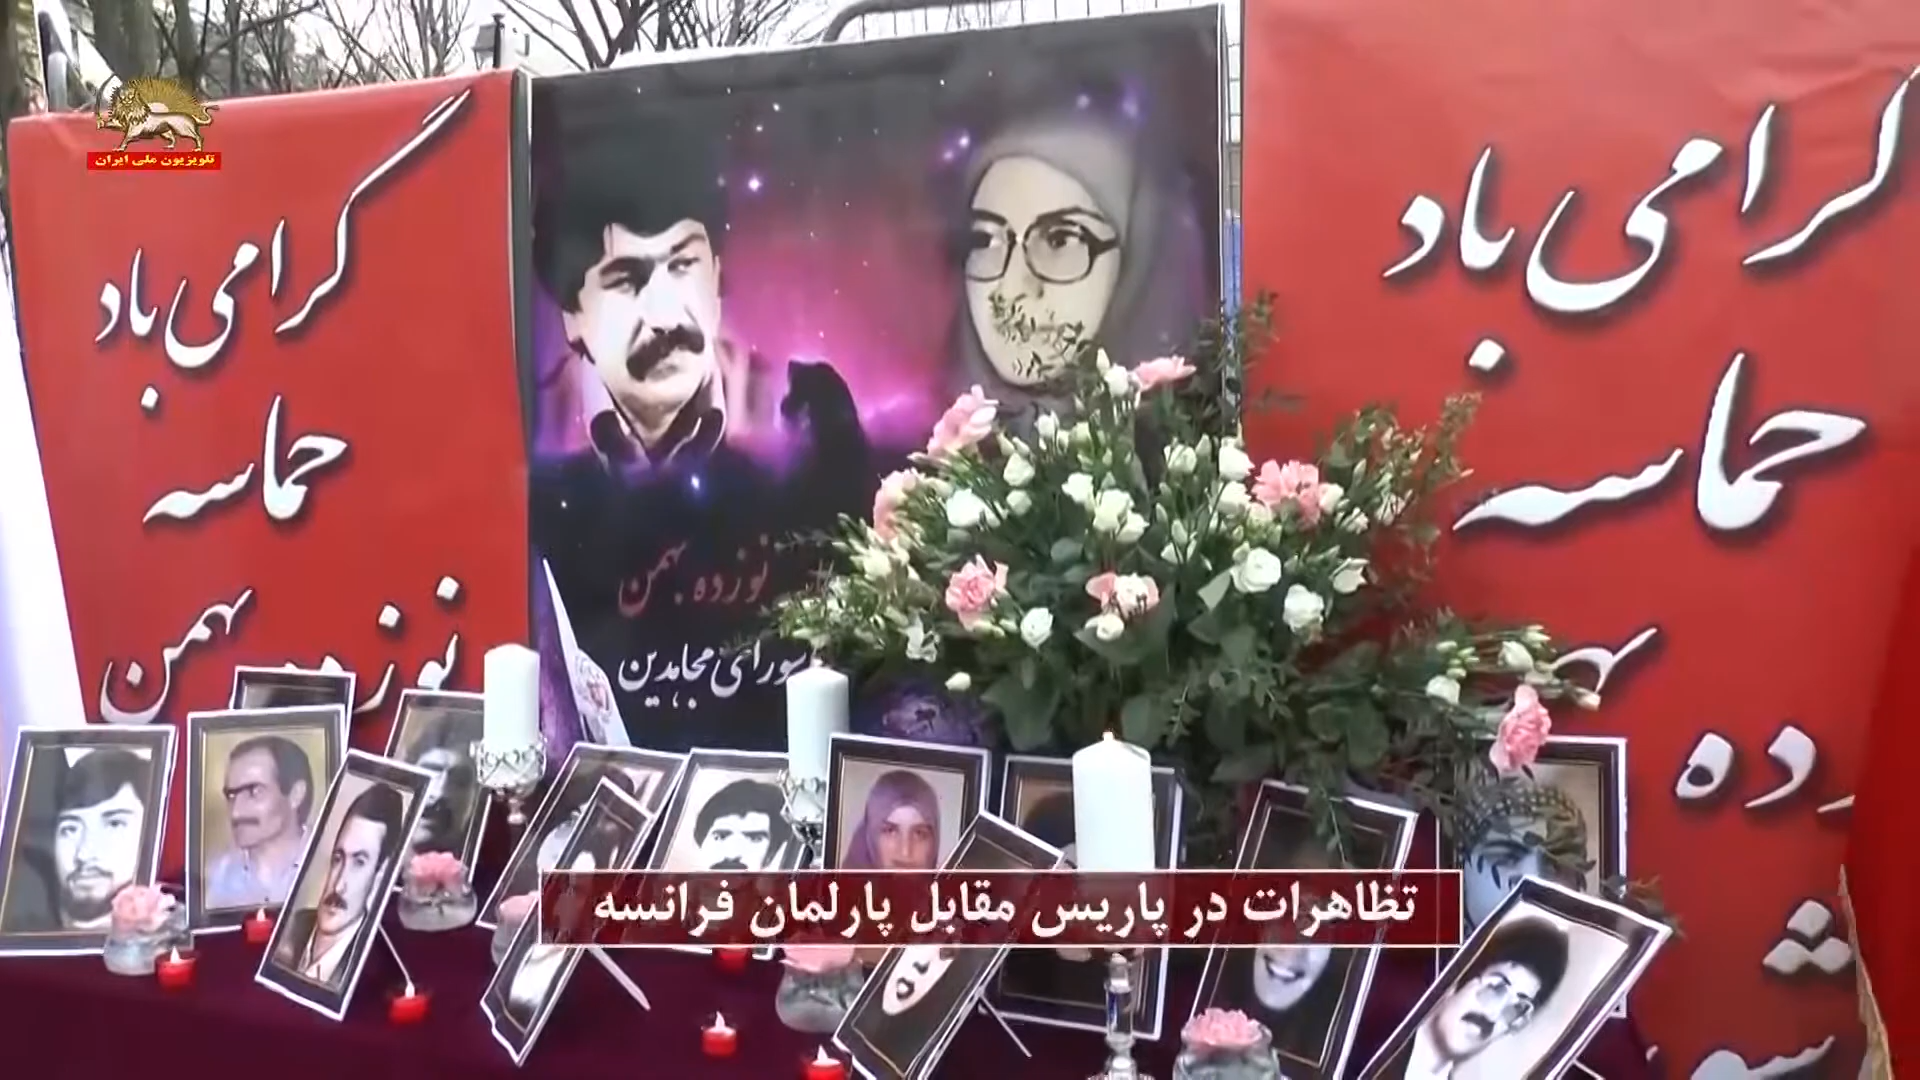 تلویزیون ملی ایران
گرامی باد
حماسه
نوزده
بهمن
نوزده بهمن
سورای مجاهدین
گرامی باد
حماسه
تظاهرات در پاریس مقابل پارلمان فرانسه